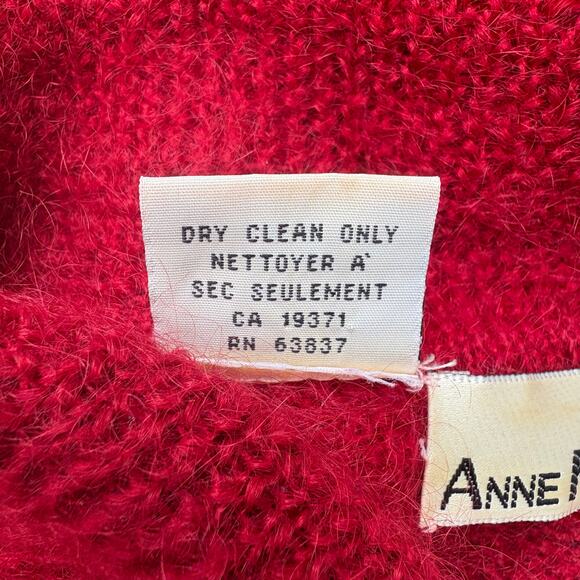 DRY CLEAN ONLY
NETTOYER A`
SEC SEULEMENT
CA 19371
RN 63837
ANNE